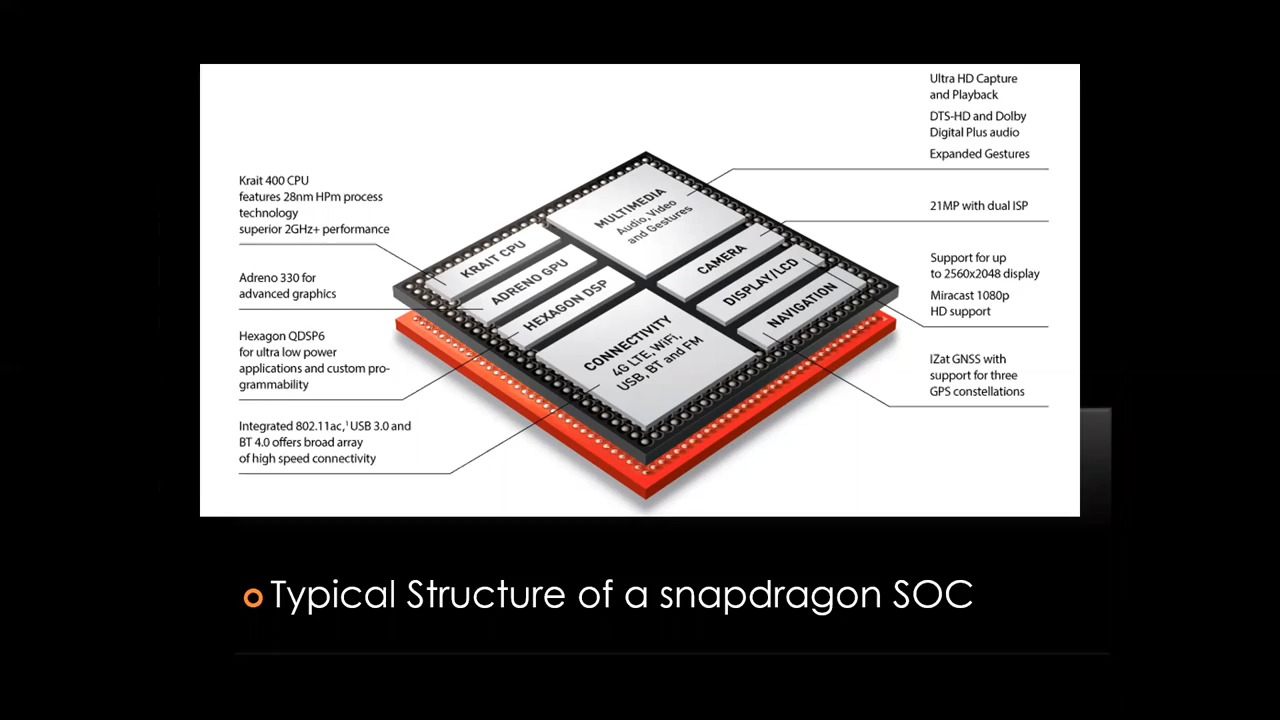 Ultra HD Capture
and Playback
DTS-HD and Dolby
Digital Plus audio
Expanded Gestures
Krait 400 CPU
features 28nm HPm process
technology
superior 2GHz+ performance
21MP with dual ISP
Adreno 330 for
advanced graphics
Support for up
to 2560x2048 display
Miracast 1080p
HD support
Hexagon QDSP6
for ultra low power
applications and custom pro-
grammability
IZat GNSS with
support for three
GPS constellations
Integrated 802.11ac,¹ USB 3.0 and
BT 4.0 offers broad array
of high speed connectivity
MULTIMEDIA
Audio, Video
and Gestures
KRAIT CPU
ADRENO GPU
HEXAGON DSP
CAMERA
DISPLAY/LCD
NAVIGATION
CONNECTIVITY
4G LTE, WiFi,
USB, BT and FM
Typical Structure of a snapdragon SOC